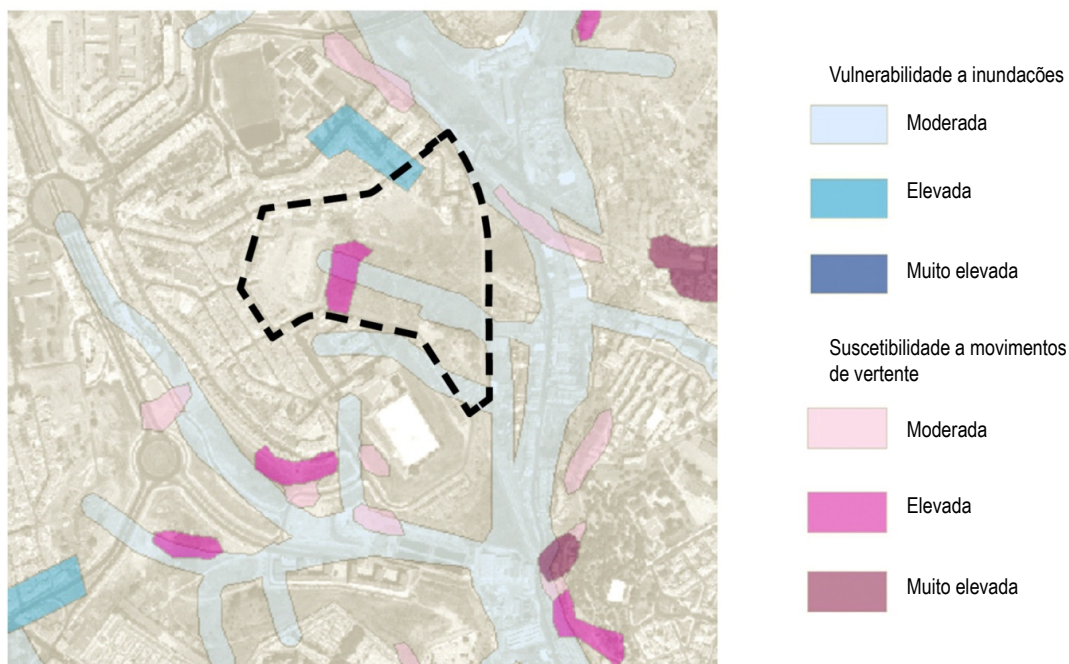 Vulnerabilidade a inundações
Moderada
Elevada
Muito elevada
Suscetibilidade a movimentos
de vertente
Moderada
Elevada
Muito elevada